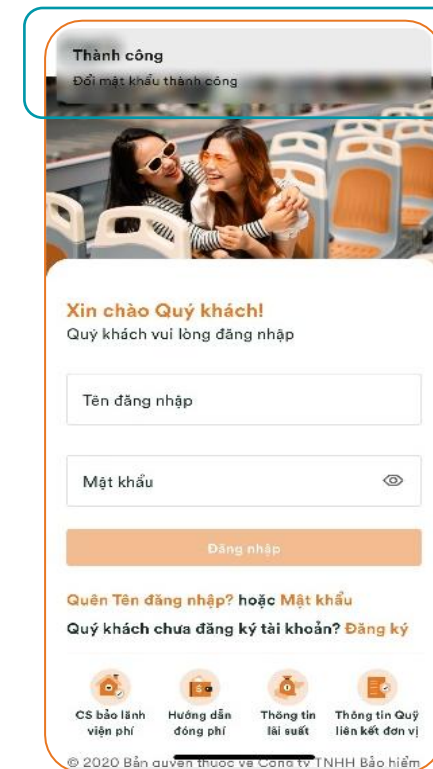 Thành công
Đổi mật khẩu thành công
Xin chào Quý khách!
Quý khách vui lòng đăng nhập
Tên đăng nhập
Mật khẩu
Đăng nhập
Quên Tên đăng nhập? hoặc Mật khẩu
Quý khách chưa đăng ký tài khoản? Đăng ký
CS bảo lãnh
viện phí
Hướng dẫn
đóng phí
Thông tin
lãi suất
Thông tin Quỹ
liên kết đơn vị
© 2020 Bản quyền thuộc về Công ty TNHH Bảo hiểm